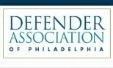 DEFENDER
ASSOCIATION
OF PHILADELPHIA